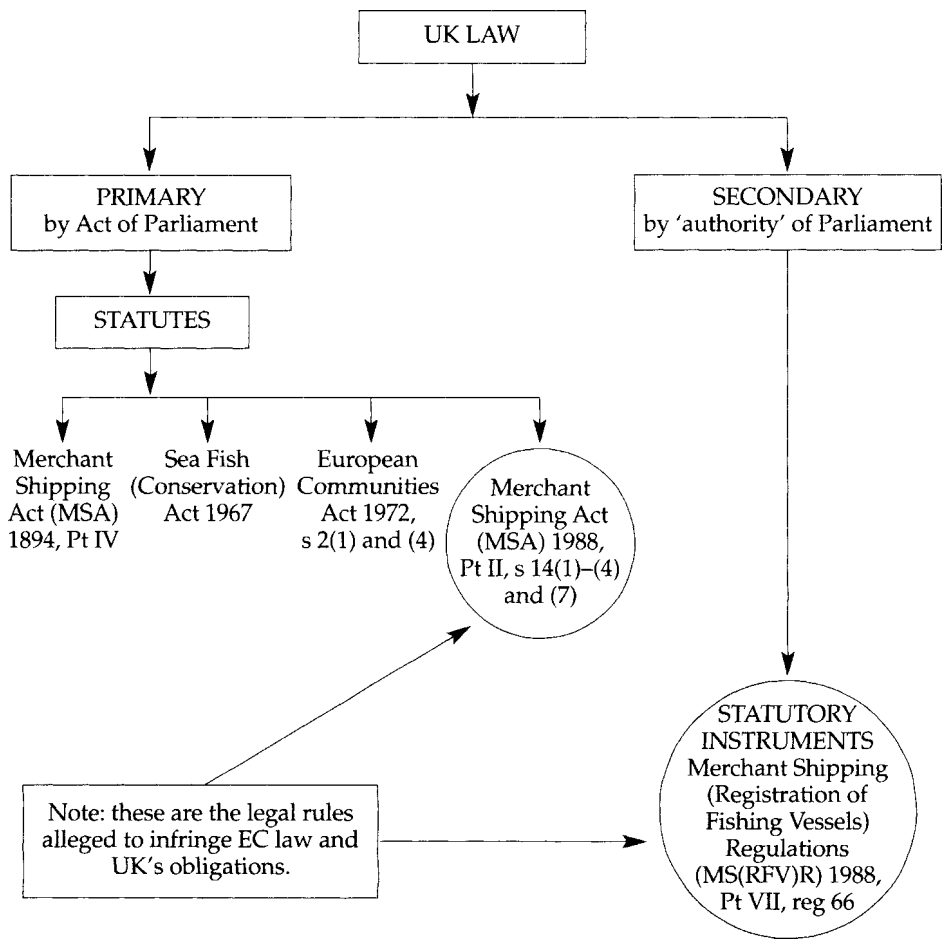 UK LAW
PRIMARY
by Act of Parliament
SECONDARY
by 'authority' of Parliament
STATUTES
Merchant
Shipping
Act (MSA)
1894, Pt IV
Sea Fish
(Conservation)
Act 1967
European
Communities
Act 1972,
s 2(1) and (4)
Merchant
Shipping Act
(MSA) 1988,
Pt II, s 14(1)–(4)
and (7)
STATUTORY
INSTRUMENTS
Merchant Shipping
(Registration of
Fishing Vessels)
Regulations
(MS(RFV)R) 1988,
Pt VII, reg 66
Note: these are the legal rules
alleged to infringe EC law and
UK's obligations.